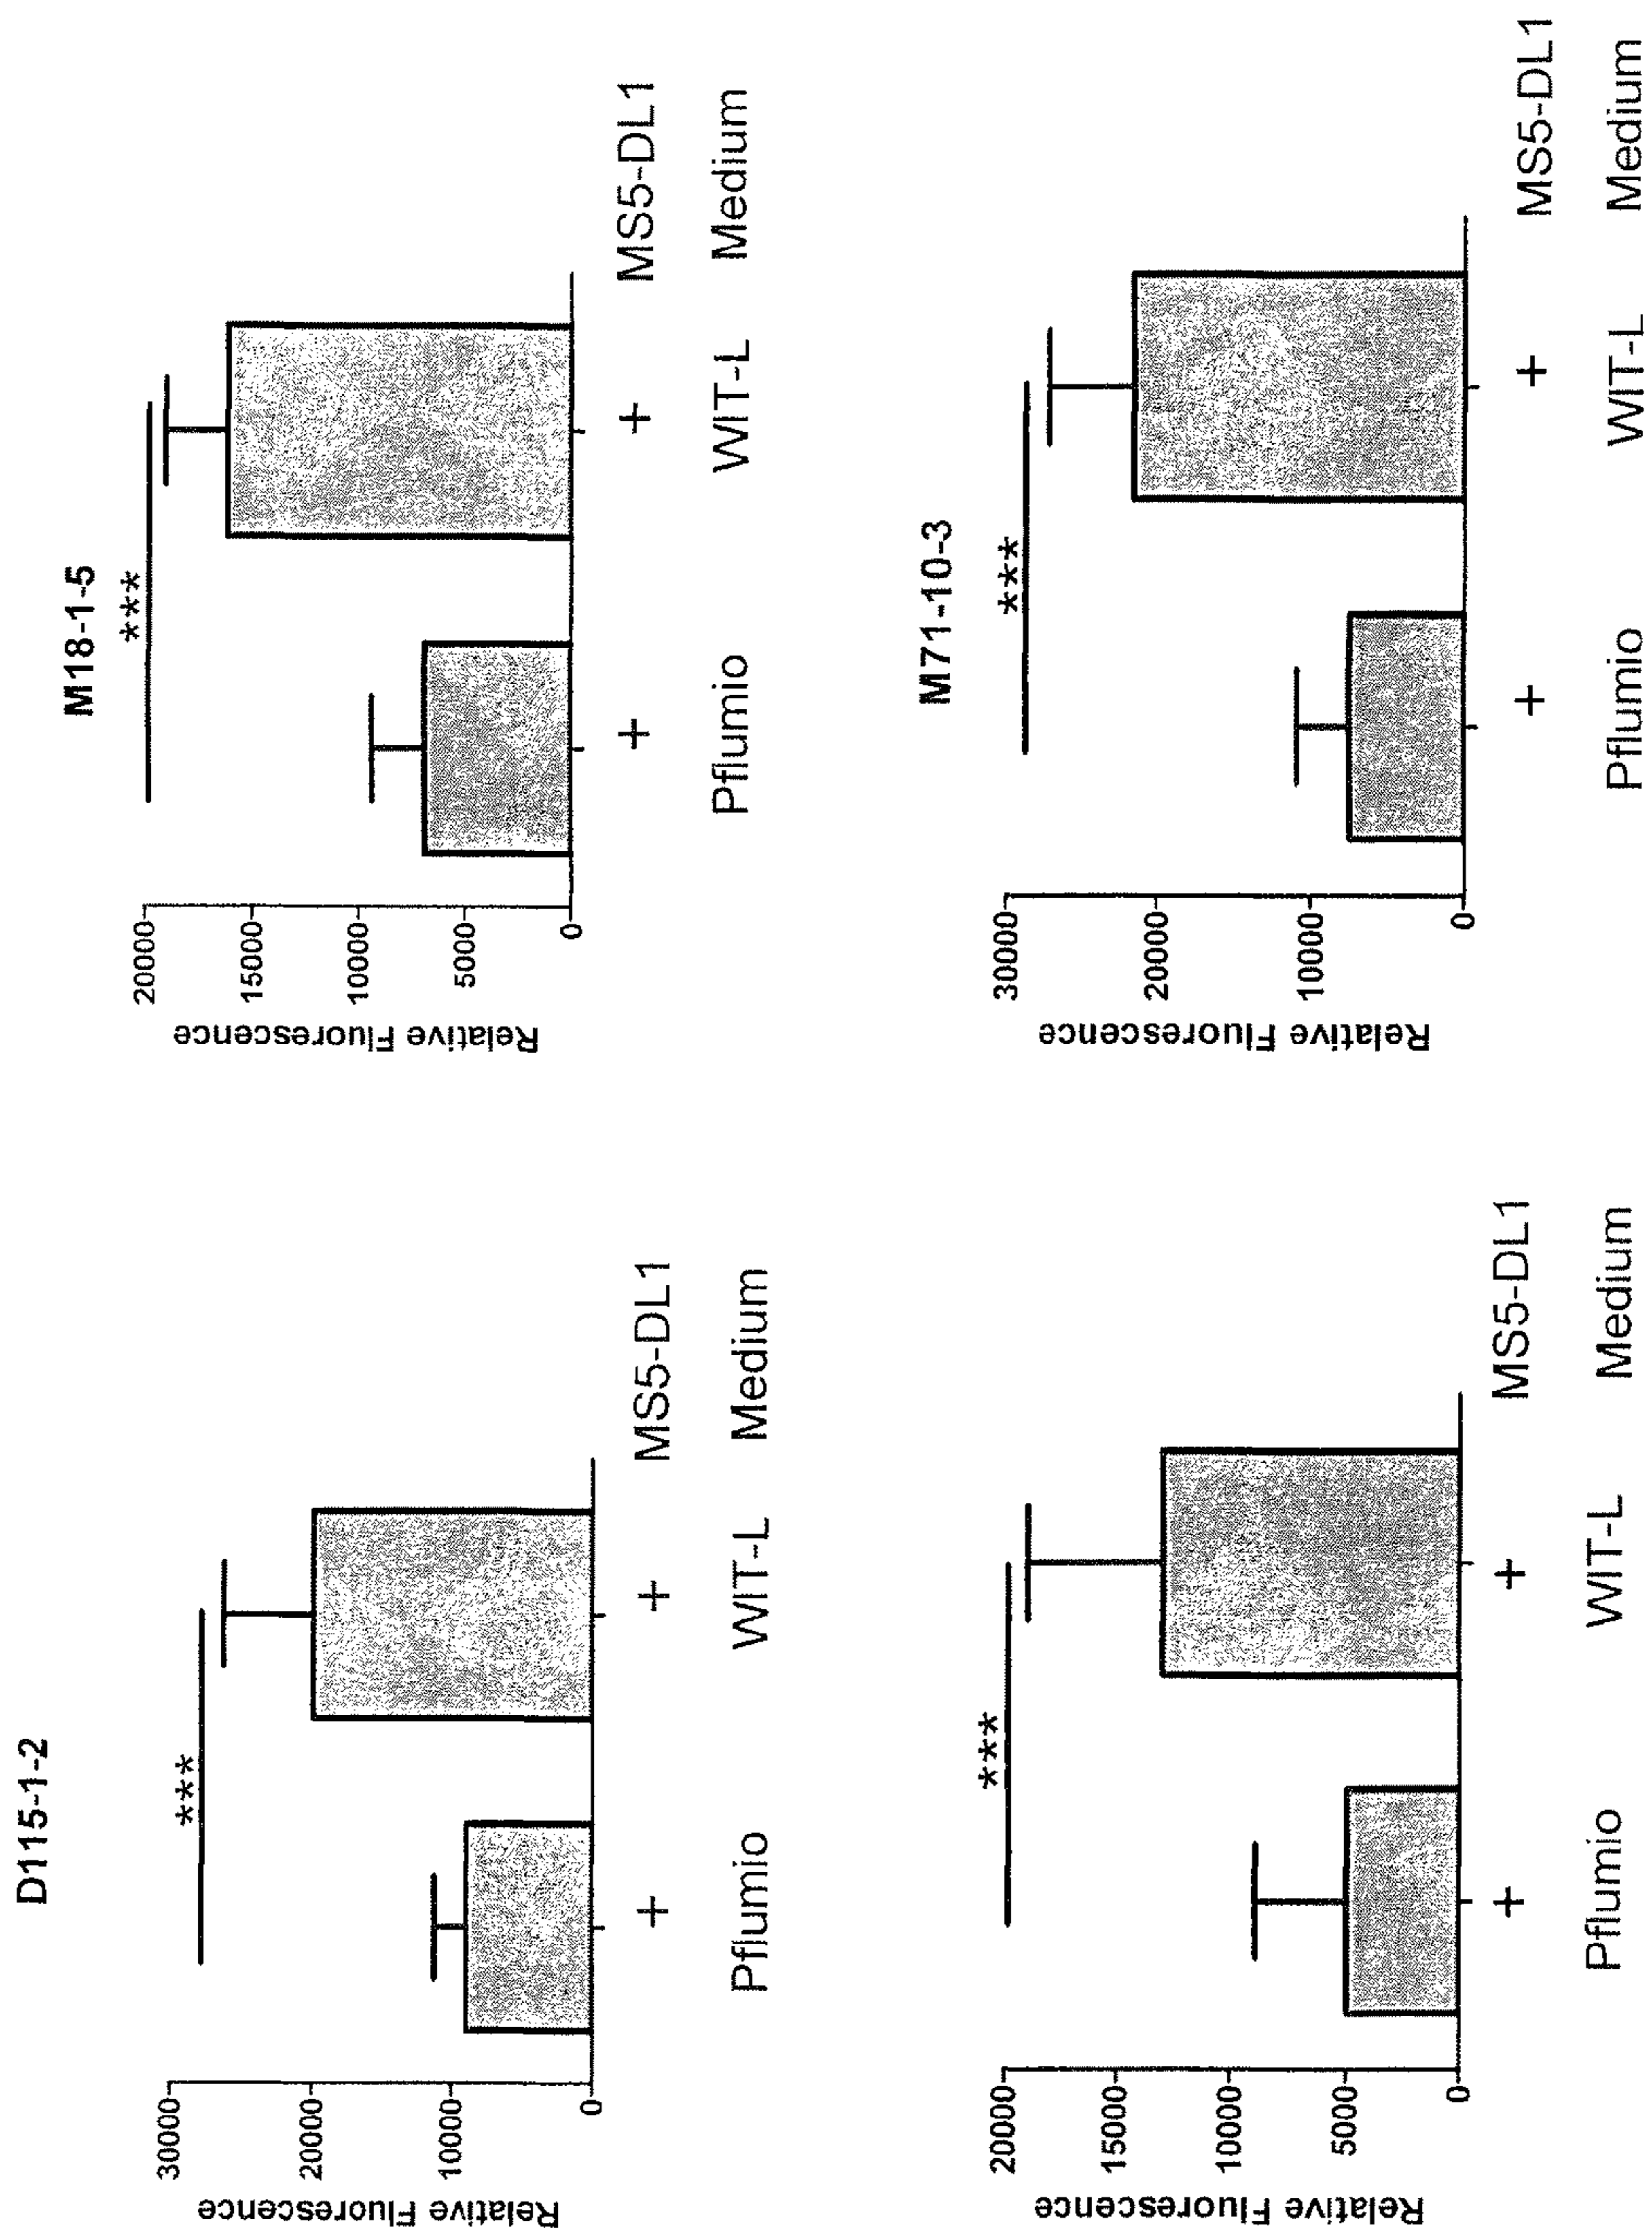 D115-1-2
***
Relative Fluorescence
30000
20000
10000
0
+ + MS5-DL1
Pflumio WIT-L Medium
M18-1-5
***
Relative Fluorescence
20000
15000
10000
5000
0
+ + MS5-DL1
Pflumio WIT-L Medium
***
Relative Fluorescence
20000
15000
10000
5000
0
+ + MS5-DL1
Pflumio WIT-L Medium
M71-10-3
***
Relative Fluorescence
30000
20000
10000
0
+ + MS5-DL1
Pflumio WIT-L Medium